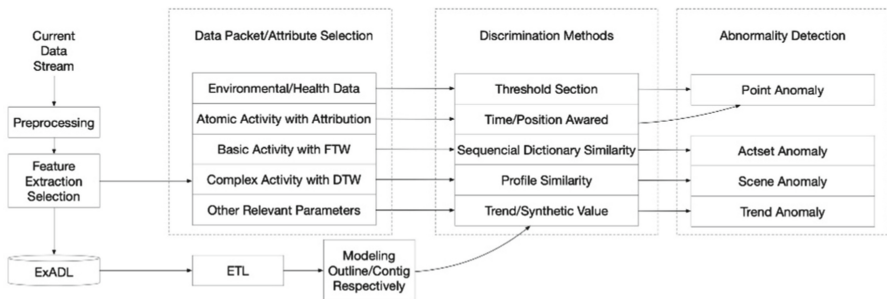 Current
Data
Stream
Preprocessing
Feature
Extraction
Selection
ExADL
Data Packet/Attribute Selection
Environmental/Health Data
Atomic Activity with Attribution
Basic Activity with FTW
Complex Activity with DTW
Other Relevant Parameters
ETL
Modeling
Outline/Contig
Respectively
Discrimination Methods
Threshold Section
Time/Position Awared
Sequencial Dictionary Similarity
Profile Similarity
Trend/Synthetic Value
Abnormality Detection
Point Anomaly
Actset Anomaly
Scene Anomaly
Trend Anomaly